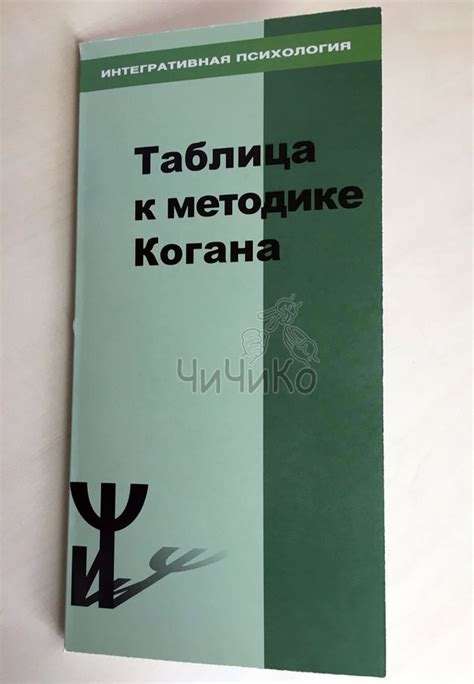 ИНТЕГРАТИВНАЯ ПСИХОЛОГИЯ
Таблица
к методике
Когана
ЧиЧиКо
Ψ
И